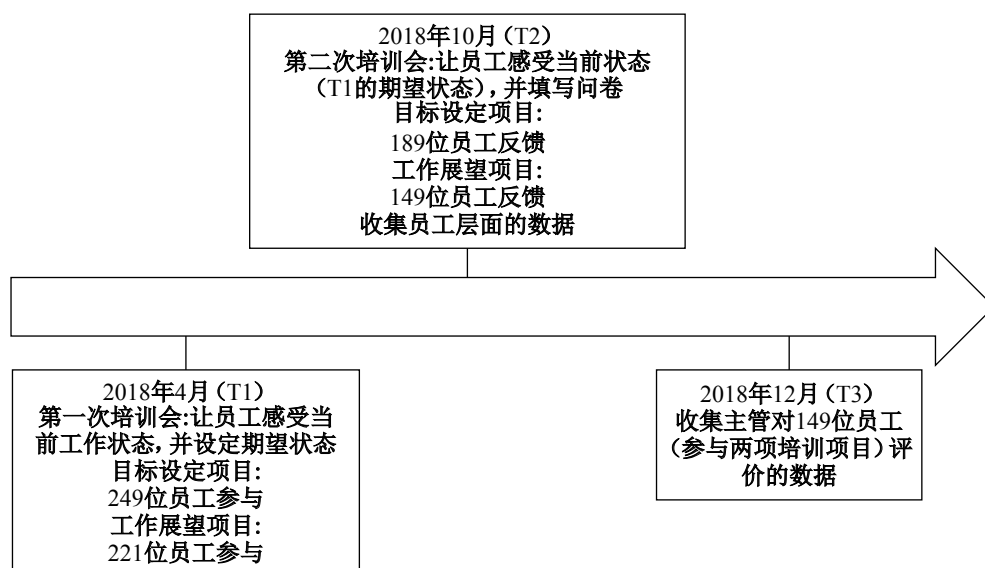 2018年10月(T2)
第二次培训会:让员工感受当前状态
(T1的期望状态),并填写问卷
目标设定项目:
189位员工反馈
工作展望项目:
149位员工反馈
收集员工层面的数据
2018年4月(T1)
第一次培训会:让员工感受当
前工作状态,并设定期望状态
目标设定项目:
249位员工参与
工作展望项目:
221位员工参与
2018年12月(T3)
收集主管对149位员工
(参与两项培训项目)评
价的数据